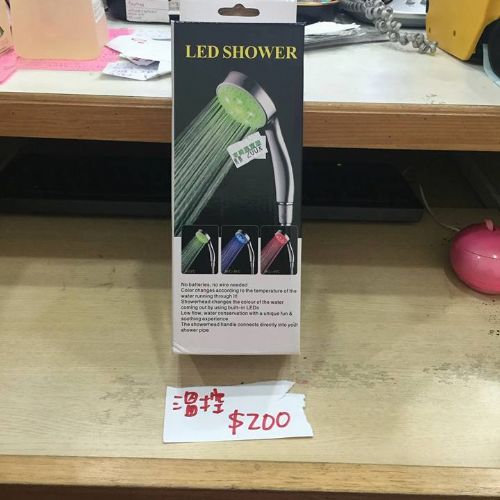 LED SHOWER
200X
No batteries, no wire needed
Color changes according to the temperature of the
water running through it!
Showerhead changes the colour of the water
coming out by using built-in LEDs
Low flow, water conservation with a unique fun &
soothing experience
The showerhead handle connects directly into your
shower pipe
溫控
$200